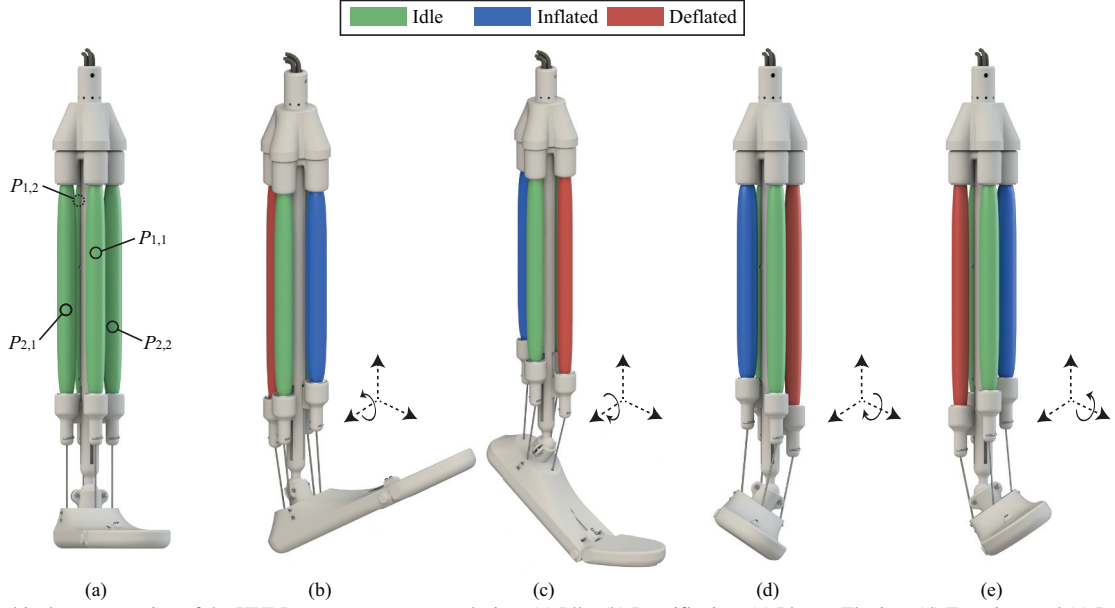 Idle Inflated Deflated
P1,2
P1,1
P2,1
P2,2
(a) (b) (c) (d) (e)